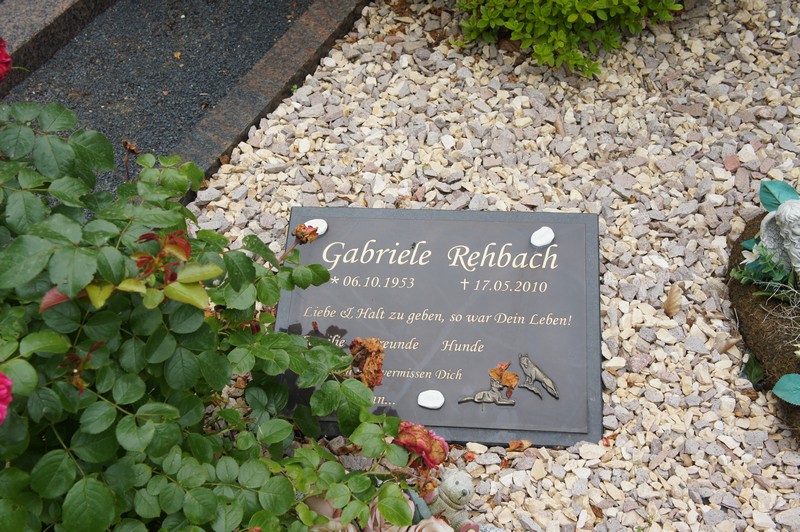 Gabriele Rehbach
* 06.10.1953 † 17.05.2010
Liebe & Halt zu geben, so war Dein Leben!
Hunde
vermissen Dich